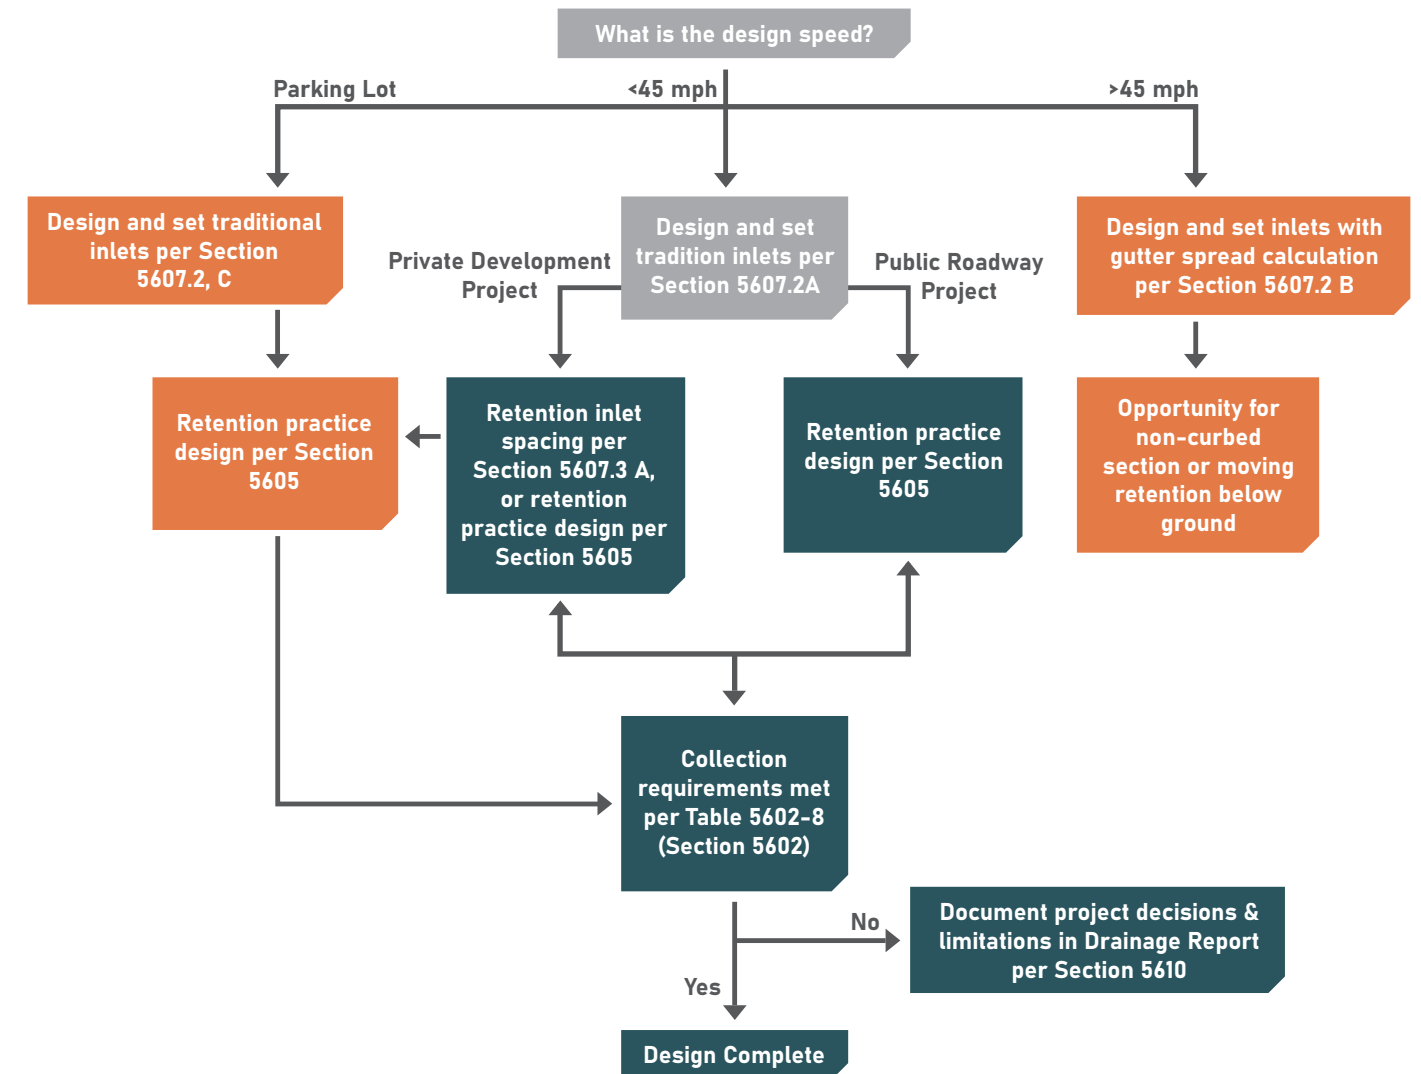 What is the design speed?
Parking Lot
<45 mph
>45 mph
Design and set traditional
inlets per Section
5607.2, C
Private Development
Project
Design and set
tradition inlets per
Section 5607.2A
Public Roadway
Project
Design and set inlets with
gutter spread calculation
per Section 5607.2 B
Retention practice
design per Section
5605
Retention inlet
spacing per
Section 5607.3 A,
or retention
practice design per
Section 5605
Retention practice
design per Section
5605
Opportunity for
non-curbed
section or moving
retention below
ground
Collection
requirements met
per Table 5602-8
(Section 5602)
No
Document project decisions &
limitations in Drainage Report
per Section 5610
Yes
Design Complete